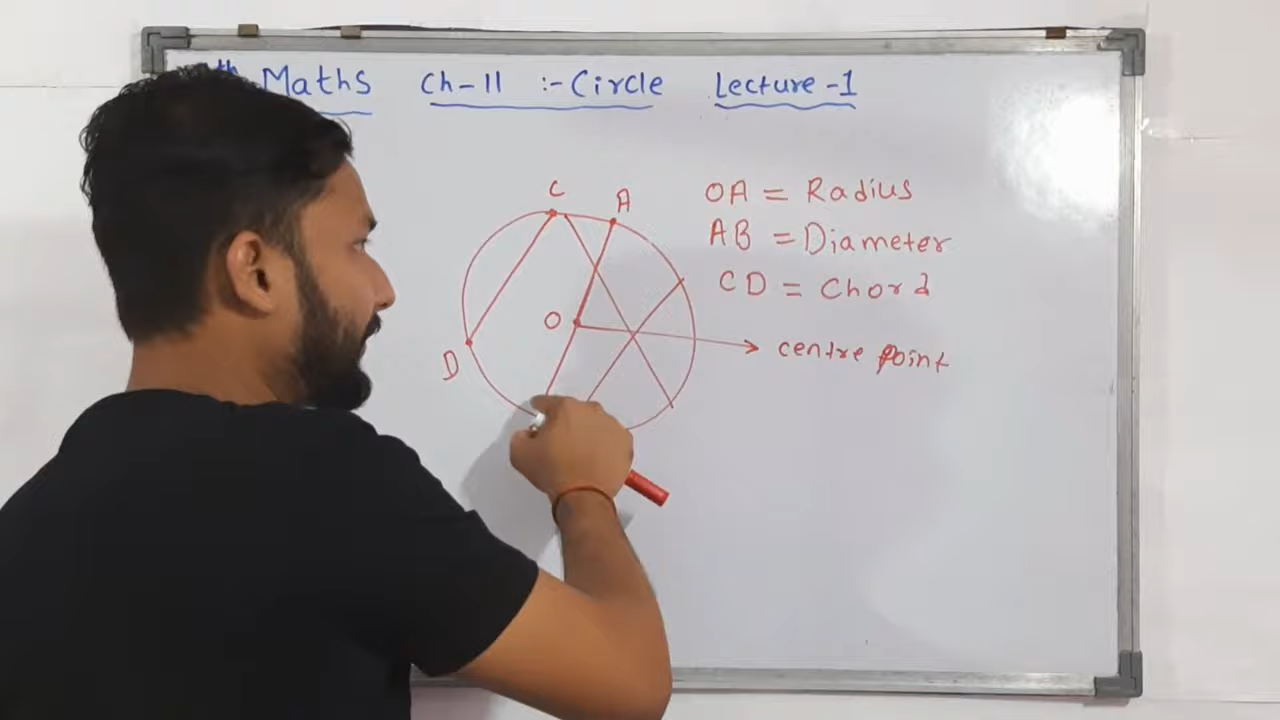 Maths Ch-11 :- Circle Lecture -1
C
A
OA = Radius
AB = Diameter
CD = Chord
O
centre point
D